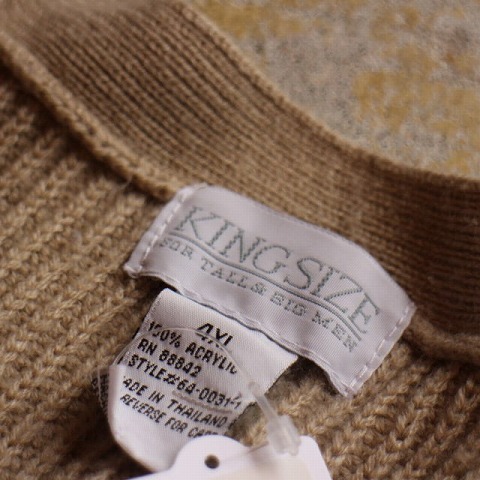 KINGSIZE
FOR TALL & BIG MEN
4XL
100% ACRYLIC
RN 88842
STYLE#64-0031-
MADE IN THAILAND
REVERSE FOR CARE